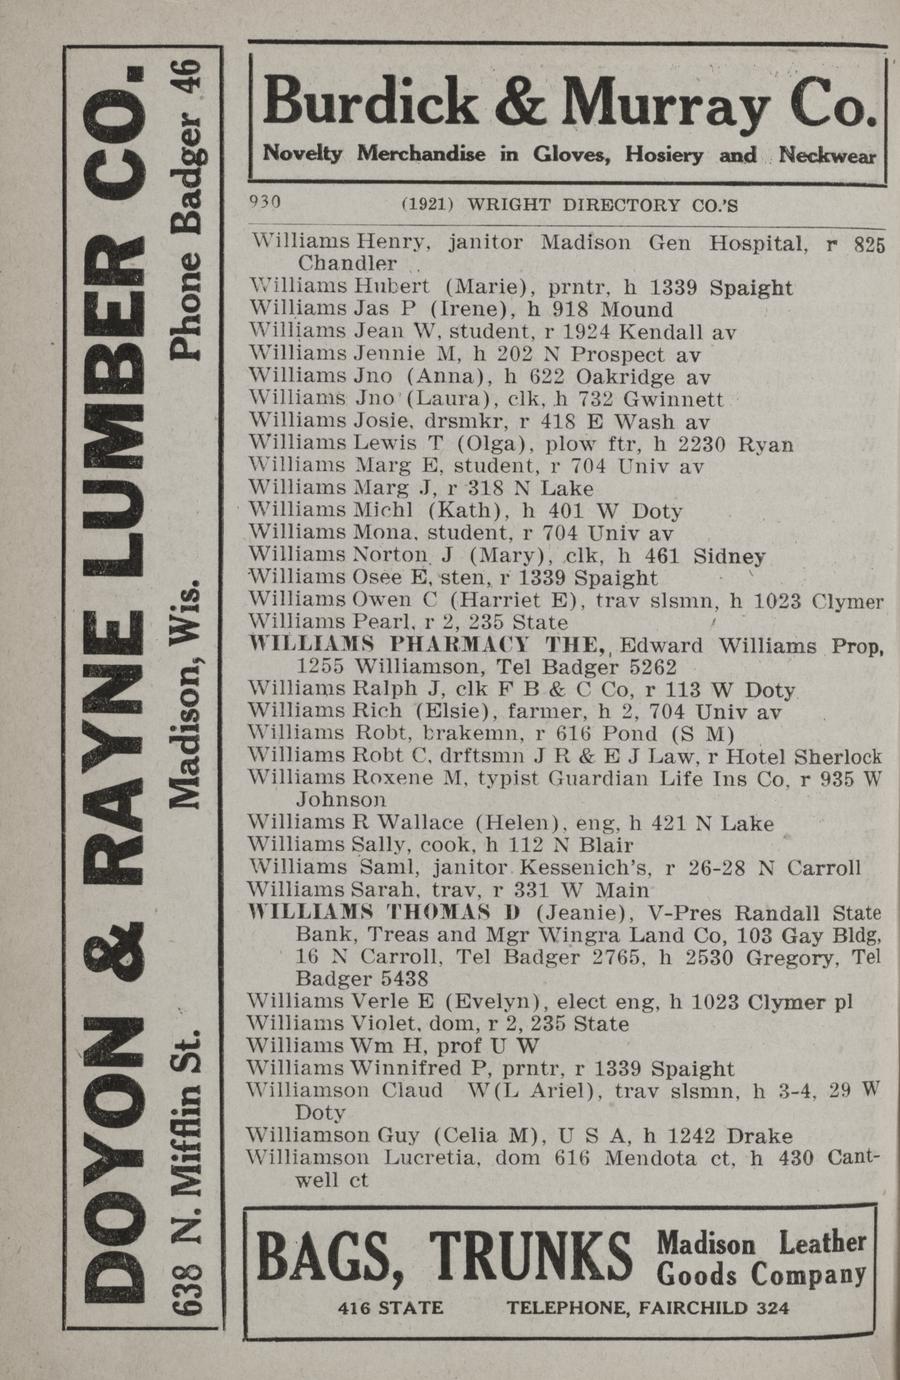 DOYON & RAYNE LUMBER CO.
638 N. Mifflin St. Madison, Wis. Phone Badger 46
Burdick & Murray Co.
Novelty Merchandise in Gloves, Hosiery and Neckwear
930 (1921) WRIGHT DIRECTORY CO.'S
Williams Henry, janitor Madison Gen Hospital, r 825
Chandler
Williams Hubert (Marie), prntr, h 1339 Spaight
Williams Jas P (Irene), h 918 Mound
Williams Jean W, student, r 1924 Kendall av
Williams Jennie M, h 202 N Prospect av
Williams Jno (Anna), h 622 Oakridge av
Williams Jno (Laura), clk, h 732 Gwinnett
Williams Josie, drsmkr, r 418 E Wash av
Williams Lewis T (Olga), plow ftr, h 2230 Ryan
Williams Marg E, student, r 704 Univ av
Williams Marg J, r 318 N Lake
Williams Michl (Kath), h 401 W Doty
Williams Mona, student, r 704 Univ av
Williams Norton J (Mary), clk, h 461 Sidney
Williams Osee E, sten, r 1339 Spaight
Williams Owen C (Harriet E), trav slsmn, h 1023 Clymer
Williams Pearl, r 2, 235 State
WILLIAMS PHARMACY THE, Edward Williams Prop,
1255 Williamson, Tel Badger 5262
Williams Ralph J, clk F B & C Co, r 113 W Doty
Williams Rich (Elsie), farmer, h 2, 704 Univ av
Williams Robt, brakemn, r 616 Pond (S M)
Williams Robt C, drftsmn J R & E J Law, r Hotel Sherlock
Williams Roxene M, typist Guardian Life Ins Co, r 935 W
Johnson
Williams R Wallace (Helen), eng, h 421 N Lake
Williams Sally, cook, h 112 N Blair
Williams Saml, janitor Kessenich's, r 26-28 N Carroll
Williams Sarah, trav, r 331 W Main
WILLIAMS THOMAS D (Jeanie), V-Pres Randall State
Bank, Treas and Mgr Wingra Land Co, 103 Gay Bldg,
16 N Carroll, Tel Badger 2765, h 2530 Gregory, Tel
Badger 5438
Williams Verle E (Evelyn), elect eng, h 1023 Clymer pl
Williams Violet, dom, r 2, 235 State
Williams Wm H, prof U W
Williams Winnifred P, prntr, r 1339 Spaight
Williamson Claud W(L Ariel), trav slsmn, h 3-4, 29 W
Doty
Williamson Guy (Celia M), U S A, h 1242 Drake
Williamson Lucretia, dom 616 Mendota ct, h 430 Cant-
well ct
BAGS, TRUNKS Madison Leather
Goods Company
416 STATE TELEPHONE, FAIRCHILD 324